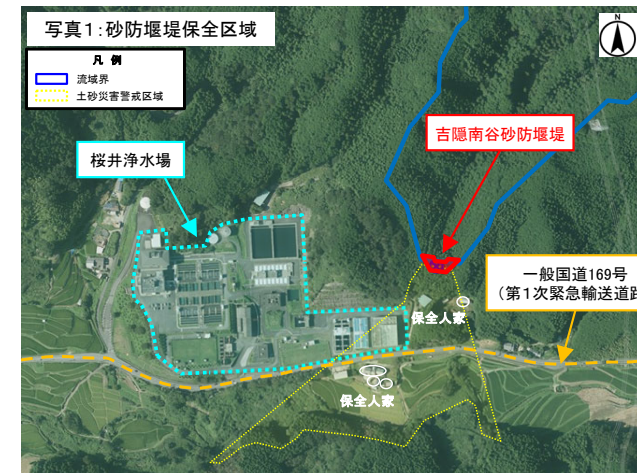 写真1:砂防堰堤保全区域
凡 例
流域界
土砂災害警戒区域
N
桜井浄水場
吉隠南谷砂防堰堤
一般国道169号
(第1次緊急輸送道路
保全人家
保全人家